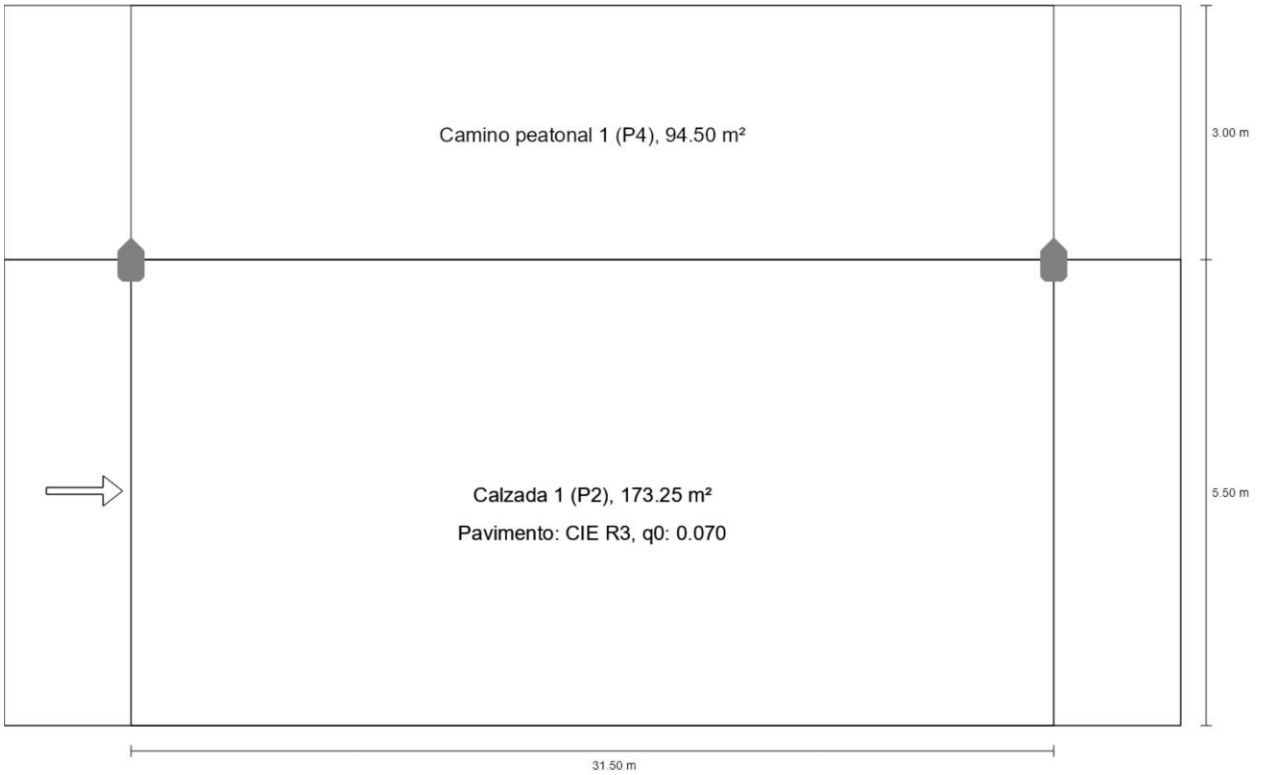 Camino peatonal 1 (P4), 94.50 m²
3.00 m
Calzada 1 (P2), 173.25 m²
Pavimento: CIE R3, q0: 0.070
5.50 m
31.50 m